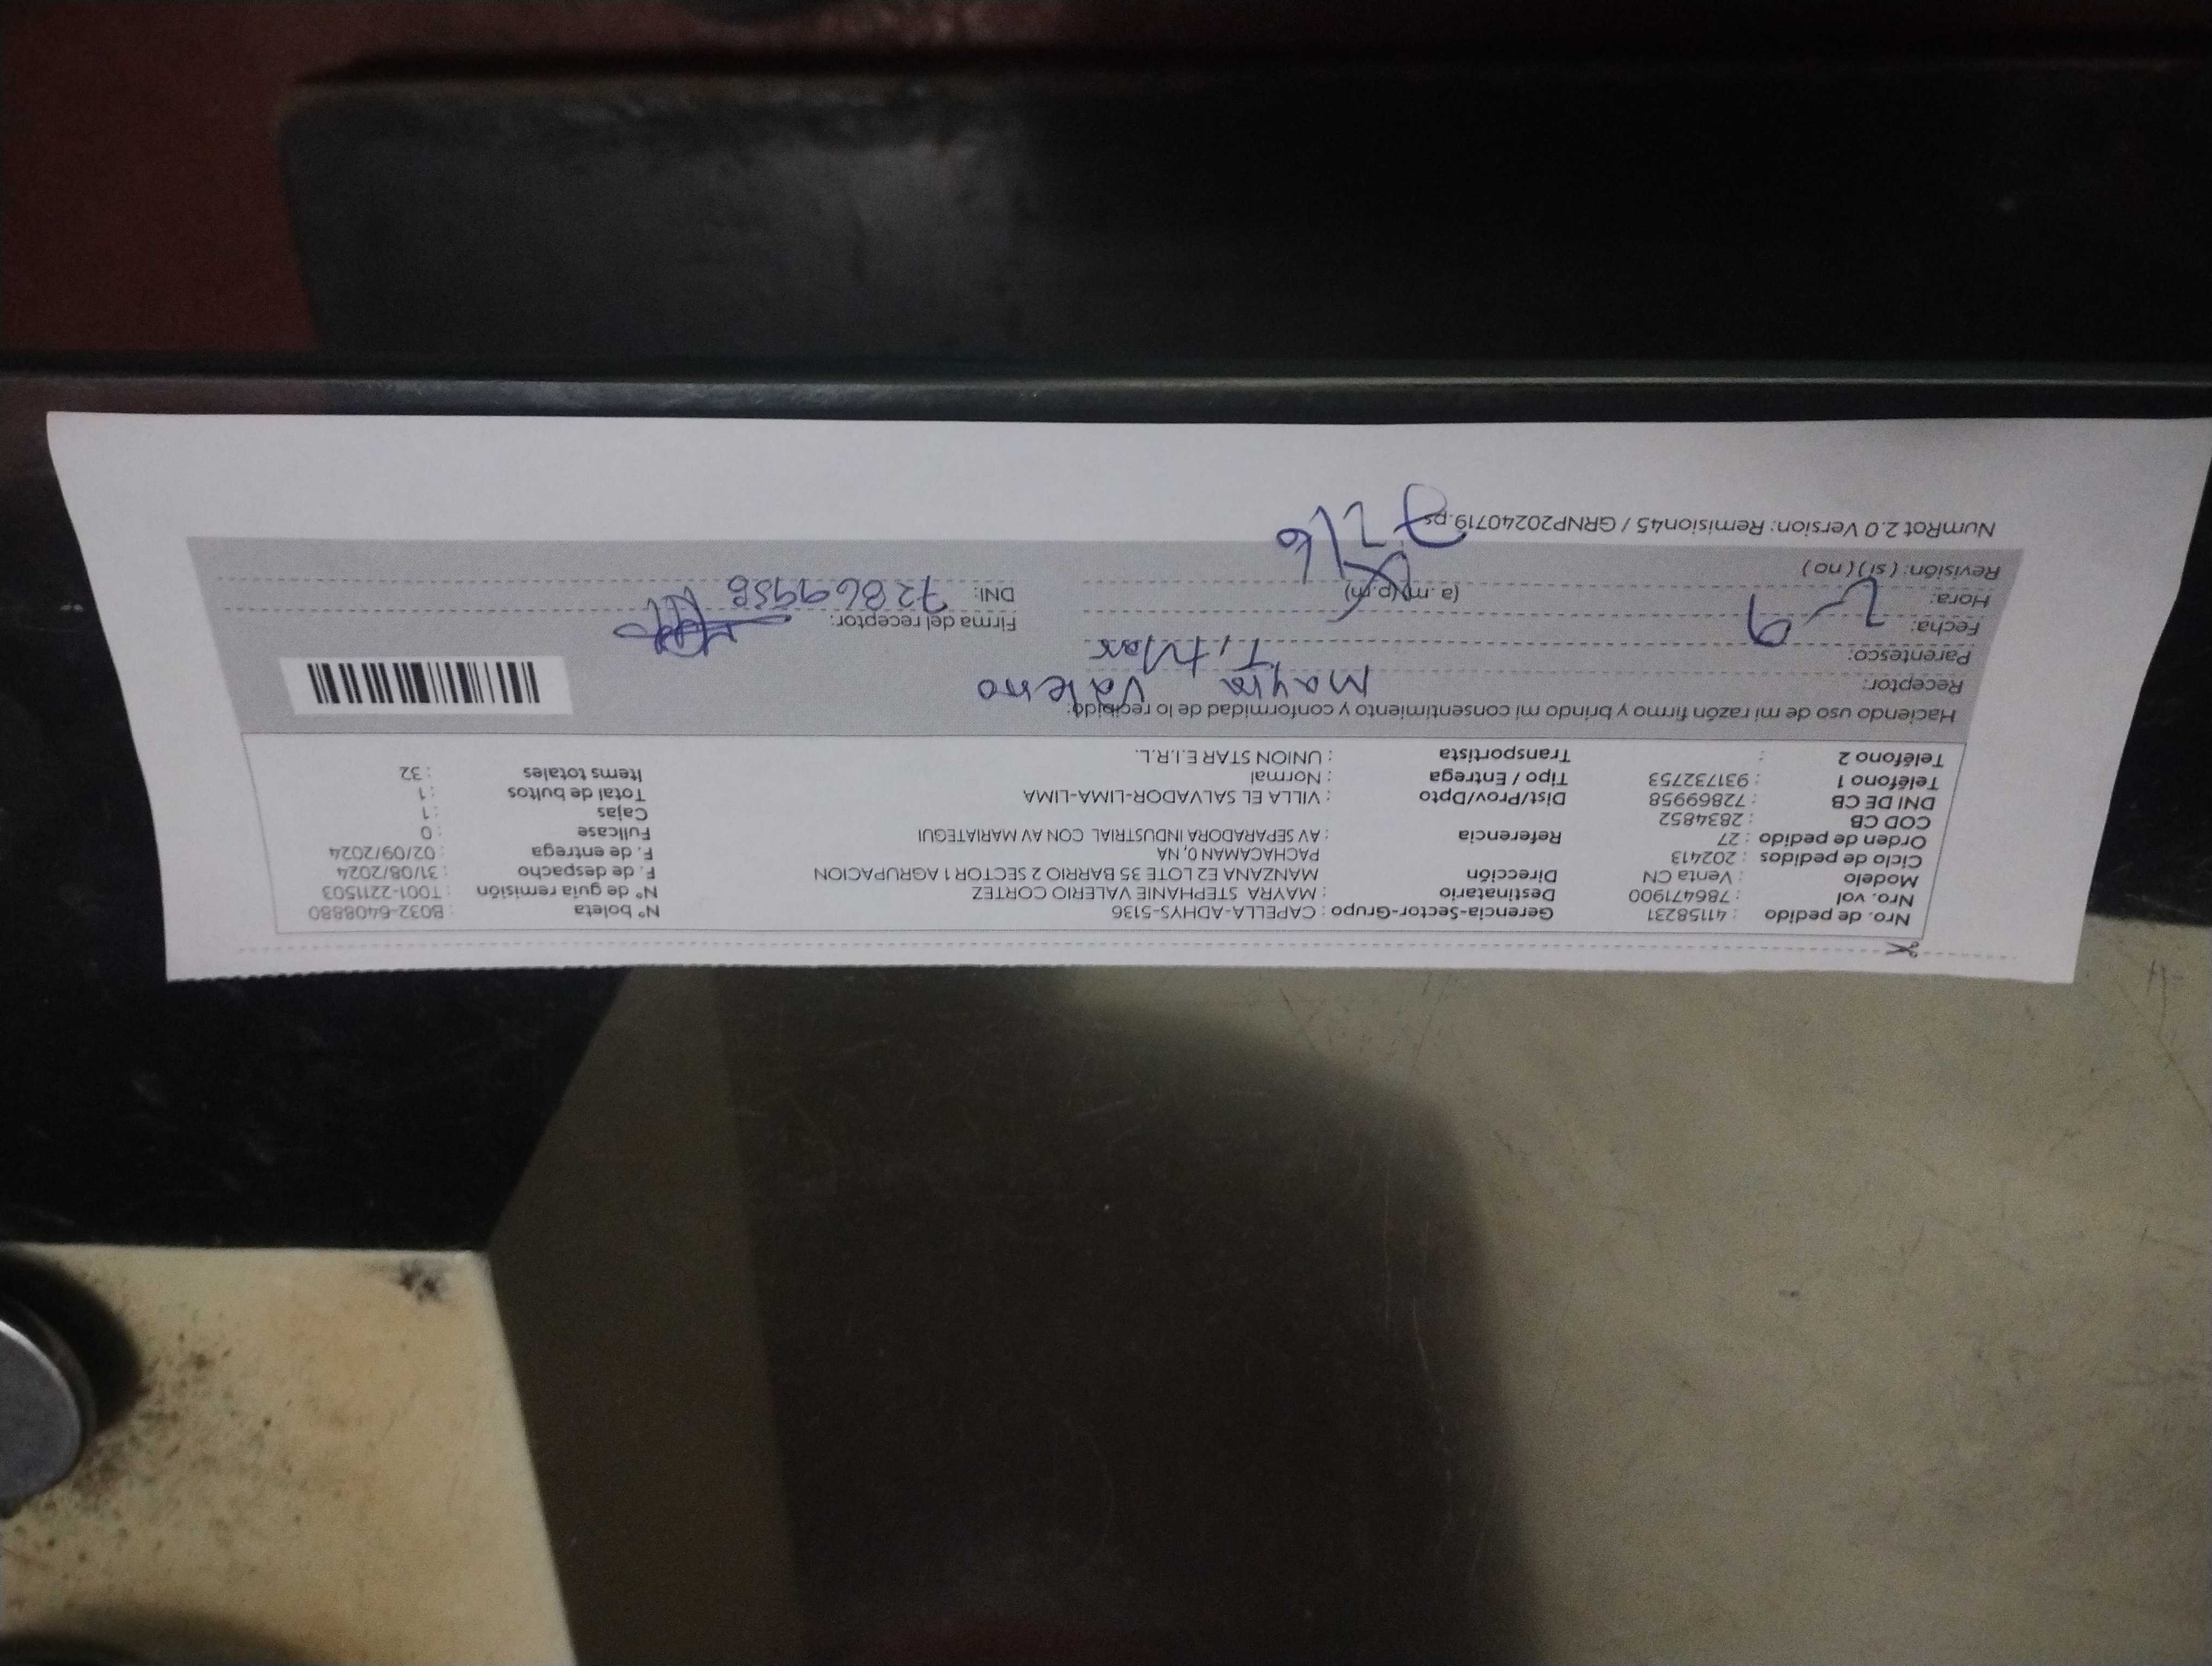 Nro. de pedido : 41158231 Gerencia-Sector-Grupo : CAPELLA-ADHYS-5136 N° boleta : B032-6408880
Nro. vol : 786471900 Destinatario : MAYRA STEPHANIE VALERIO CORTEZ N° de guia remisión : T001-2211503
Modelo : Venta CN Dirección MANZANA E2 LOTE 35 BARRIO 2 SECTOR 1 AGRUPACION F. de despacho : 31/08/2024
Ciclo de pedidos : 202413 PACHACAMAN 0, NA F. de entrega : 02/09/2024
Orden de pedido : 27 Referencia : AV SEPARADORA INDUSTRIAL CON AV MARIATEGUI Fullcase : 0
COD CB : 2834852 Cajas : 1
DNI DE CB : 72869958 Dist/Prov/Dpto : VILLA EL SALVADOR-LIMA-LIMA Total de bultos : 1
Teléfono 1 : 931732753 Tipo / Entrega : Normal Items totales : 32
Teléfono 2 : Transportista : UNION STAR E.I.R.L.
Haciendo uso de mi razón firmo y brindo mi consentimiento y conformidad de lo recibido:
Receptor: Mayra Valerio
Parentesco: Titular
Fecha: 2 9 Firma del receptor:
Hora: (a.m) (p.m) DNI: 72869958
Revisión: ( si ) ( no )
NumRot 2.0 Version: Remision45 / GRNP20240719.ps